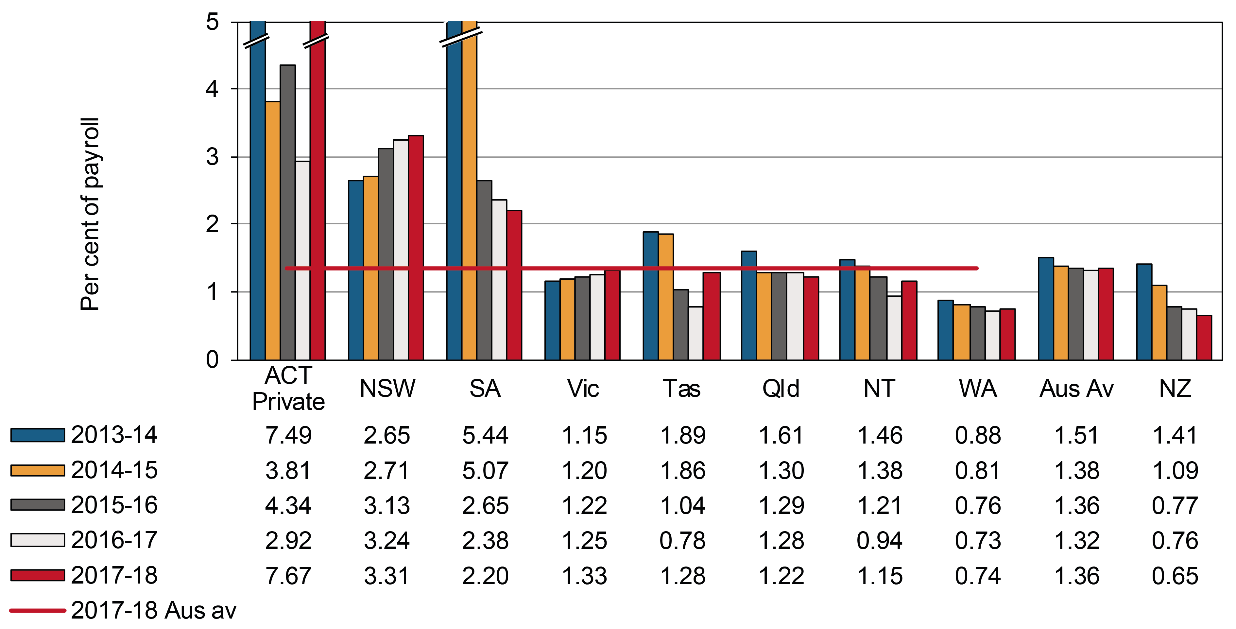 Per cent of payroll
5
4
3
2
1
0
ACT Private NSW SA Vic Tas Qld NT WA Aus Av NZ
2013-14 7.49 2.65 5.44 1.15 1.89 1.61 1.46 0.88 1.51 1.41
2014-15 3.81 2.71 5.07 1.20 1.86 1.30 1.38 0.81 1.38 1.09
2015-16 4.34 3.13 2.65 1.22 1.04 1.29 1.21 0.76 1.36 0.77
2016-17 2.92 3.24 2.38 1.25 0.78 1.28 0.94 0.73 1.32 0.76
2017-18 7.67 3.31 2.20 1.33 1.28 1.22 1.15 0.74 1.36 0.65
2017-18 Aus av